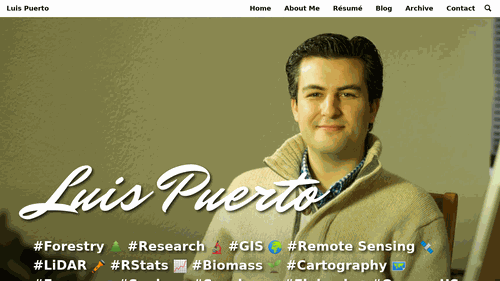 Luis Puerto
Home About Me Résumé Blog Archive Contact
Luis Puerto
#Forestry 🌲 #Research 🔬 #GIS 🌍 #Remote Sensing 🛰️
#LiDAR #RStats 📈 #Biomass 🌱 #Cartography 🗺️